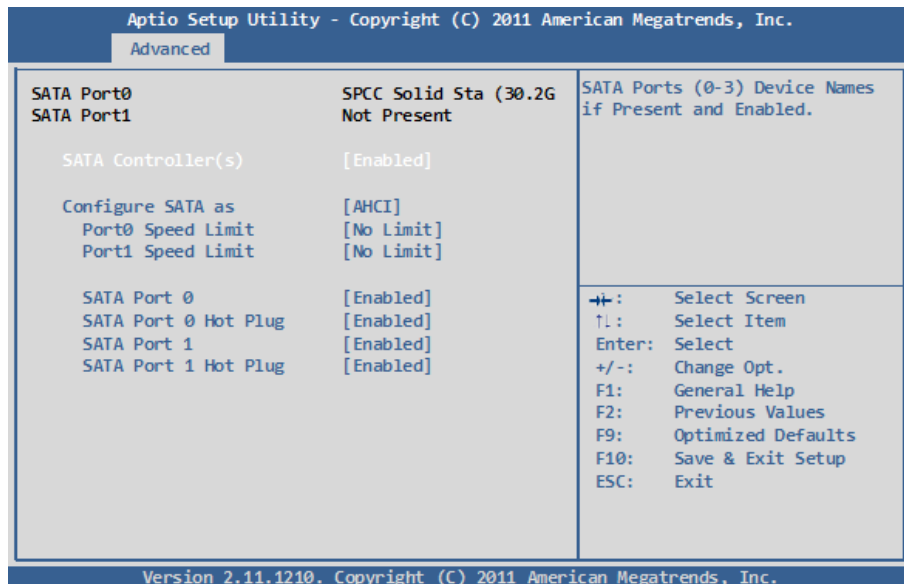 Aptio Setup Utility - Copyright (C) 2011 American Megatrends, Inc.
Advanced
SATA Port0 SPCC Solid Sta (30.2G
SATA Port1 Not Present
SATA Controller(s) [Enabled]
Configure SATA as [AHCI]
Port0 Speed Limit [No Limit]
Port1 Speed Limit [No Limit]
SATA Port 0 [Enabled]
SATA Port 0 Hot Plug [Enabled]
SATA Port 1 [Enabled]
SATA Port 1 Hot Plug [Enabled]
SATA Ports (0-3) Device Names
if Present and Enabled.
→←: Select Screen
↑↓: Select Item
Enter: Select
+/-: Change Opt.
F1: General Help
F2: Previous Values
F9: Optimized Defaults
F10: Save & Exit Setup
ESC: Exit
Version 2.11.1210. Copyright (C) 2011 American Megatrends, Inc.